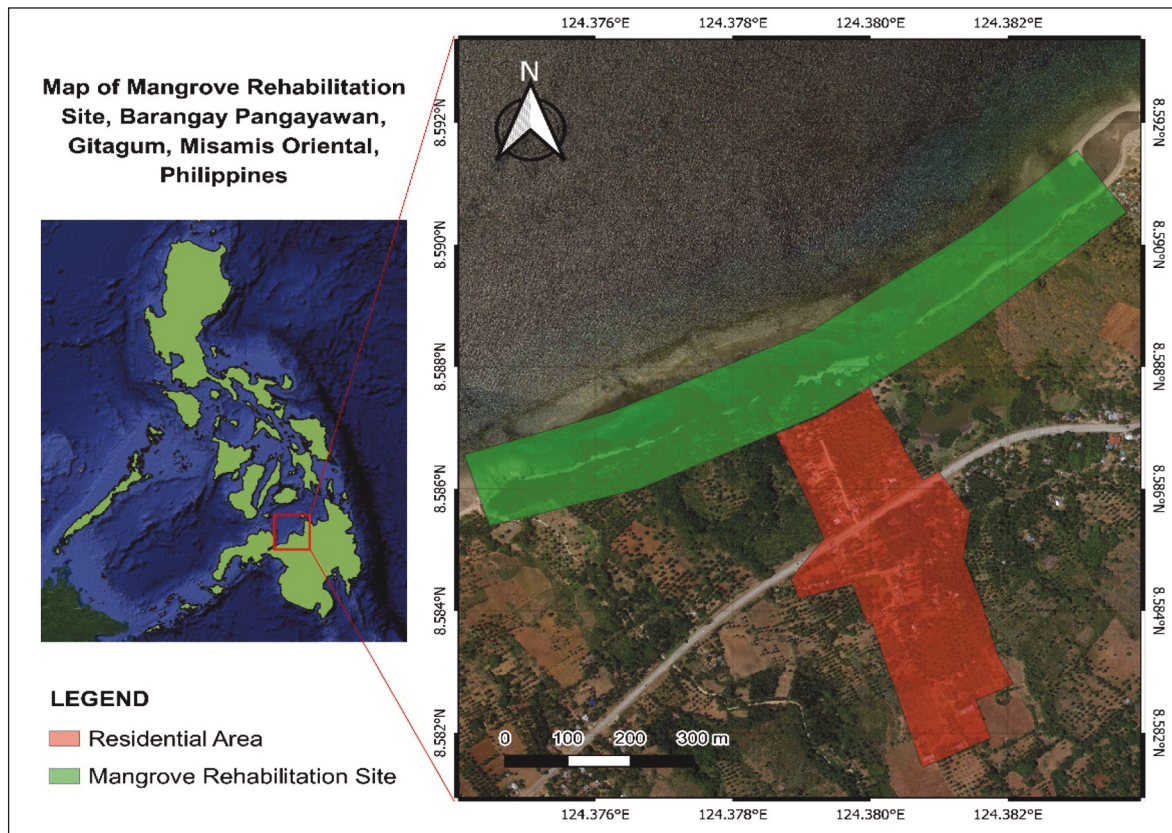 Map of Mangrove Rehabilitation
Site, Barangay Pangayawan,
Gitagum, Misamis Oriental,
Philippines
LEGEND
Residential Area
Mangrove Rehabilitation Site
124.376°E 124.378°E 124.380°E 124.382°E
N
8.592°N 8.592°N
8.590°N 8.590°N
8.588°N 8.588°N
8.586°N 8.586°N
8.584°N 8.584°N
8.582°N 8.582°N
0 100 200 300 m
124.376°E 124.378°E 124.380°E 124.382°E